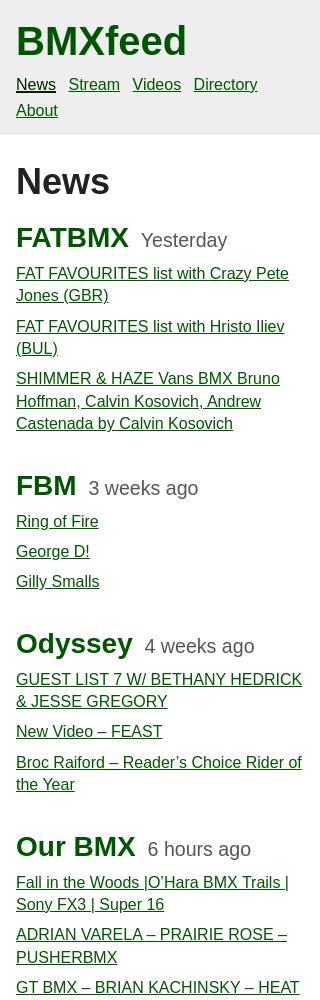 BMXfeed
News Stream Videos Directory
About
News
FATBMX Yesterday
FAT FAVOURITES list with Crazy Pete
Jones (GBR)
FAT FAVOURITES list with Hristo Iliev
(BUL)
SHIMMER & HAZE Vans BMX Bruno
Hoffman, Calvin Kosovich, Andrew
Castenada by Calvin Kosovich
FBM 3 weeks ago
Ring of Fire
George D!
Gilly Smalls
Odyssey 4 weeks ago
GUEST LIST 7 W/ BETHANY HEDRICK
& JESSE GREGORY
New Video – FEAST
Broc Raiford – Reader’s Choice Rider of
the Year
Our BMX 6 hours ago
Fall in the Woods |O’Hara BMX Trails |
Sony FX3 | Super 16
ADRIAN VARELA – PRAIRIE ROSE –
PUSHERBMX
GT BMX – BRIAN KACHINSKY – HEAT